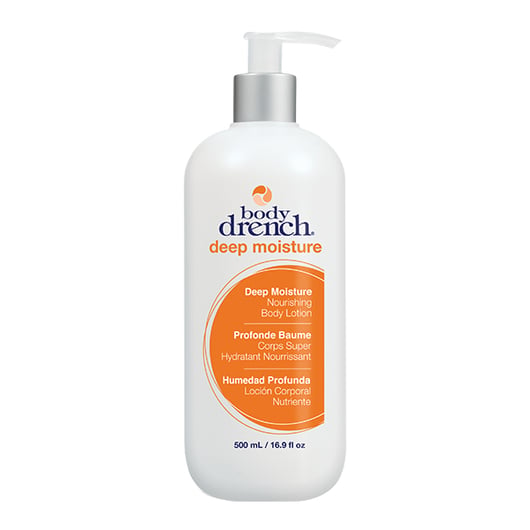 body
drench®
deep moisture
Deep Moisture
Nourishing
Body Lotion
Profonde Baume
Corps Super
Hydratant Nourrissant
Humedad Profunda
Loción Corporal
Nutriente
500 mL / 16.9 fl oz